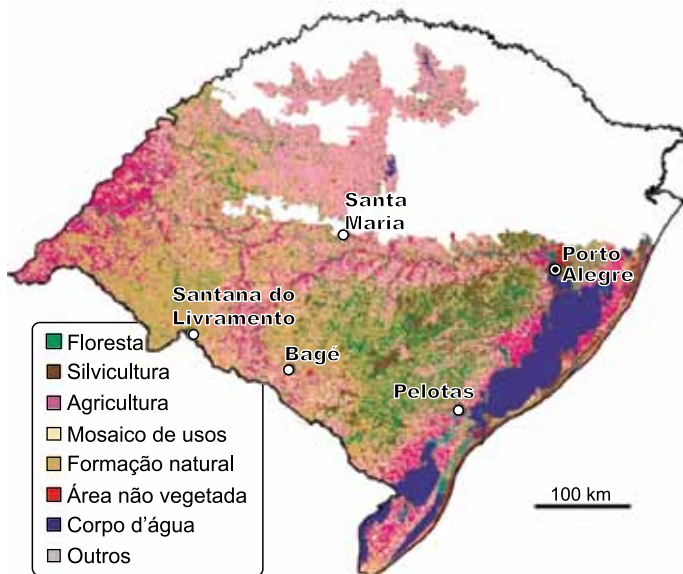 Santa
Maria
Porto
Alegre
Santana do
Livramento
Bagé
Pelotas
Floresta
Silvicultura
Agricultura
Mosaico de usos
Formação natural
Área não vegetada
Corpo d'água
Outros
100 km